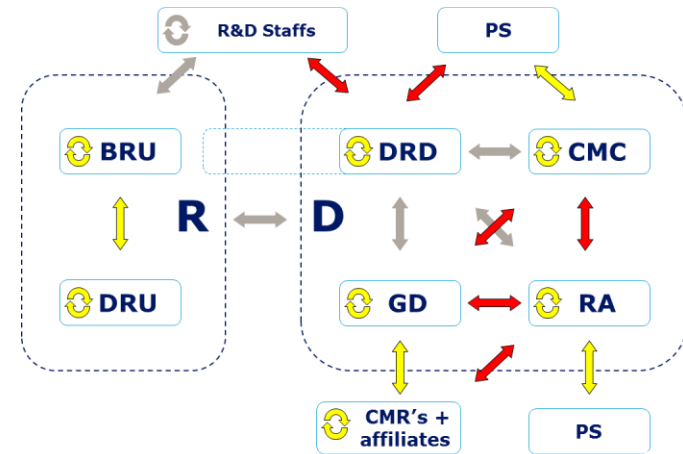 R&D Staffs
PS
BRU
DRD
CMC
R
D
DRU
GD
RA
CMR's +
affiliates
PS